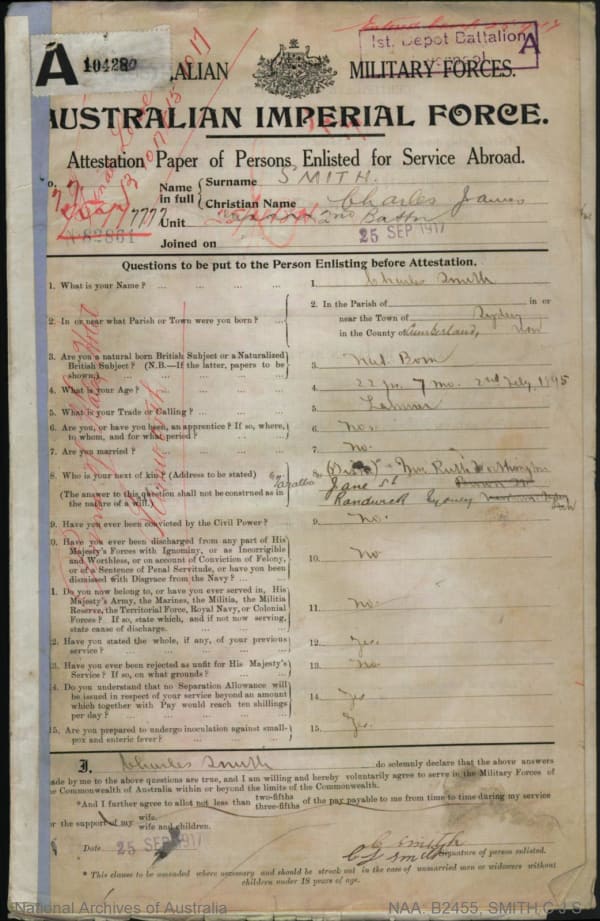 A 104280
1st. Depot Battalion
A
ALIAN MILITARY FORCES.
AUSTRALIAN IMPERIAL FORCE.
Attestation Paper of Persons Enlisted for Service Abroad.
No. 7777
N82861
Name in full { Surname SMITH.
Christian Name Charles James
Unit 2nd Battn
Joined on 25 SEP 1917
Questions to be put to the Person Enlisting before Attestation.
1. What is your Name? ... 1. Charles Smith
2. In or near what Parish or Town were you born? ... 2. In the Parish of in or
near the Town of Sydney
in the County of Cumberland, NSW
3. Are you a natural born British Subject or a Naturalized
British Subject? (N.B.—If the latter, papers to be
shown.) 3. Nat. Born
4. What is your Age? ... 4. 22 yrs. 7 mo. 1895
5. What is your Trade or Calling? ... 5.
6. Are you, or have you been, an apprentice? If so, where,
to whom, and for what period? ... 6. No.
7. Are you married? ... 7. No.
8. Who is your next of kin? (Address to be stated) 8. Mrs Ruth
(The answer to this question shall not be construed as in
the nature of a will.) Jane St
Randwick Sydney
9. Have you ever been convicted by the Civil Power? 9. No.
0. Have you ever been discharged from any part of His
Majesty's Forces with Ignominy, or as Incorrigible
and Worthless, or on account of Conviction of Felony,
or of a Sentence of Penal Servitude, or have you been
dismissed with Disgrace from the Navy? ... 10. No
1. Do you now belong to, or have you ever served in, His
Majesty's Army, the Marines, the Militia, the Militia
Reserve, the Territorial Force, Royal Navy, or Colonial
Forces? If so, state which, and if not now serving,
state cause of discharge. 11. No
2. Have you stated the whole, if any, of your previous
service? ... 12. Yes.
3. Have you ever been rejected as unfit for His Majesty's
Service? If so, on what grounds? ... 13. No
4. Do you understand that no Separation Allowance will
be issued in respect of your service beyond an amount
which together with Pay would reach ten shillings
per day? ... 14. Yes
15. Are you prepared to undergo inoculation against small-
pox and enteric fever? ... 15. Yes.
I, Charles Smith do solemnly declare that the above answers
made by me to the above questions are true, and I am willing and hereby voluntarily agree to serve in the Military Forces of
the Commonwealth of Australia within or beyond the limits of the Commonwealth.
*And I further agree to allot not less than two-fifths three-fifths of the pay payable to me from time to time during my service
for the support of my wife. wife and children.
Date 25 SEP 1917
C J Smith
C J Smith Signature of person enlisted.
* This clause to be amended where necessary and should be struck out in the case of unmarried men or widowers without
children under 18 years of age.
National Archives of Australia NAA: B2455, SMITH C J S